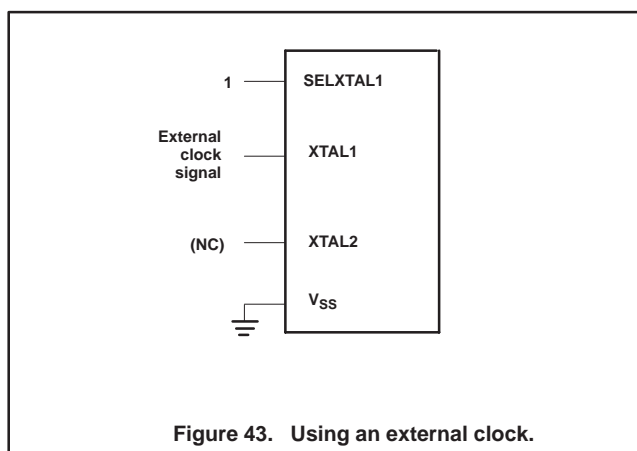 1 SELXTAL1
External
clock
signal
XTAL1
(NC) XTAL2
VSS
Figure 43. Using an external clock.